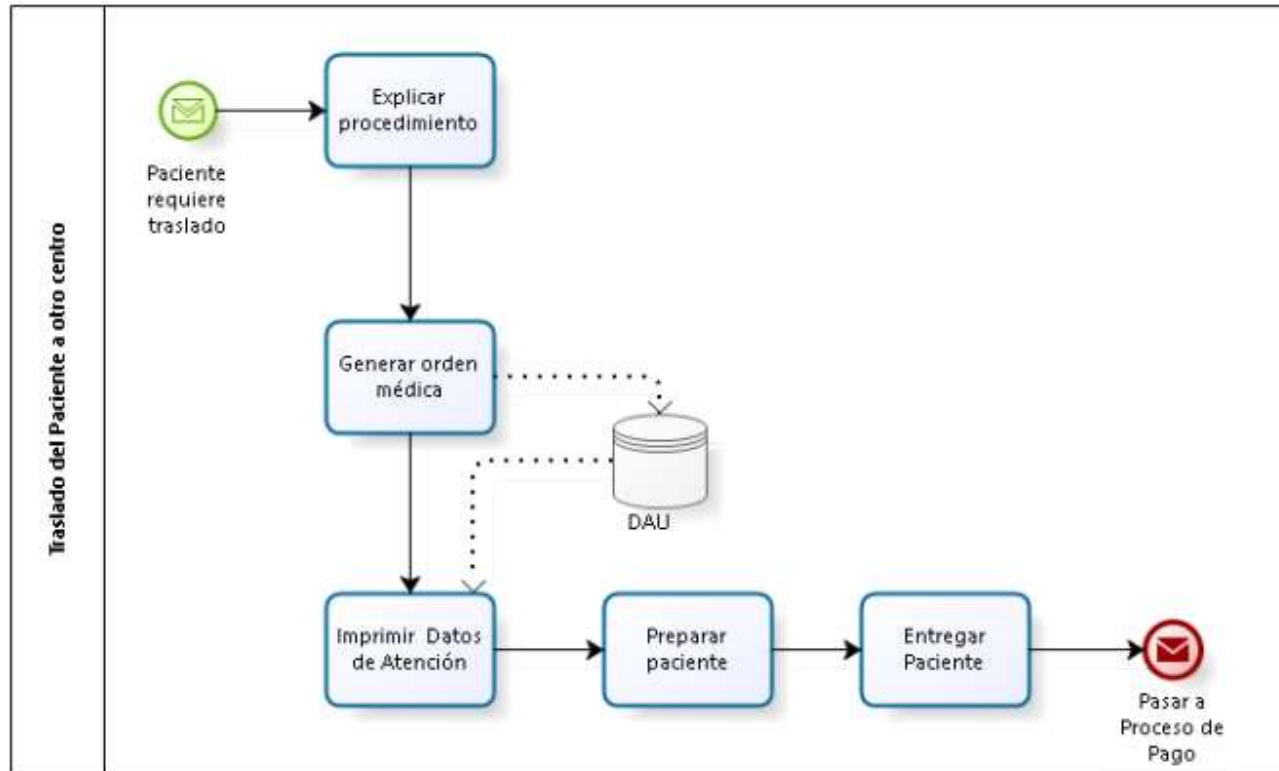 Traslado del Paciente a otro centro
Explicar
procedimiento
Paciente
requiere
traslado
Generar orden
médica
DAU
Imprimir Datos
de Atención
Preparar
paciente
Entregar
Paciente
Pasar a
Proceso de
Pago